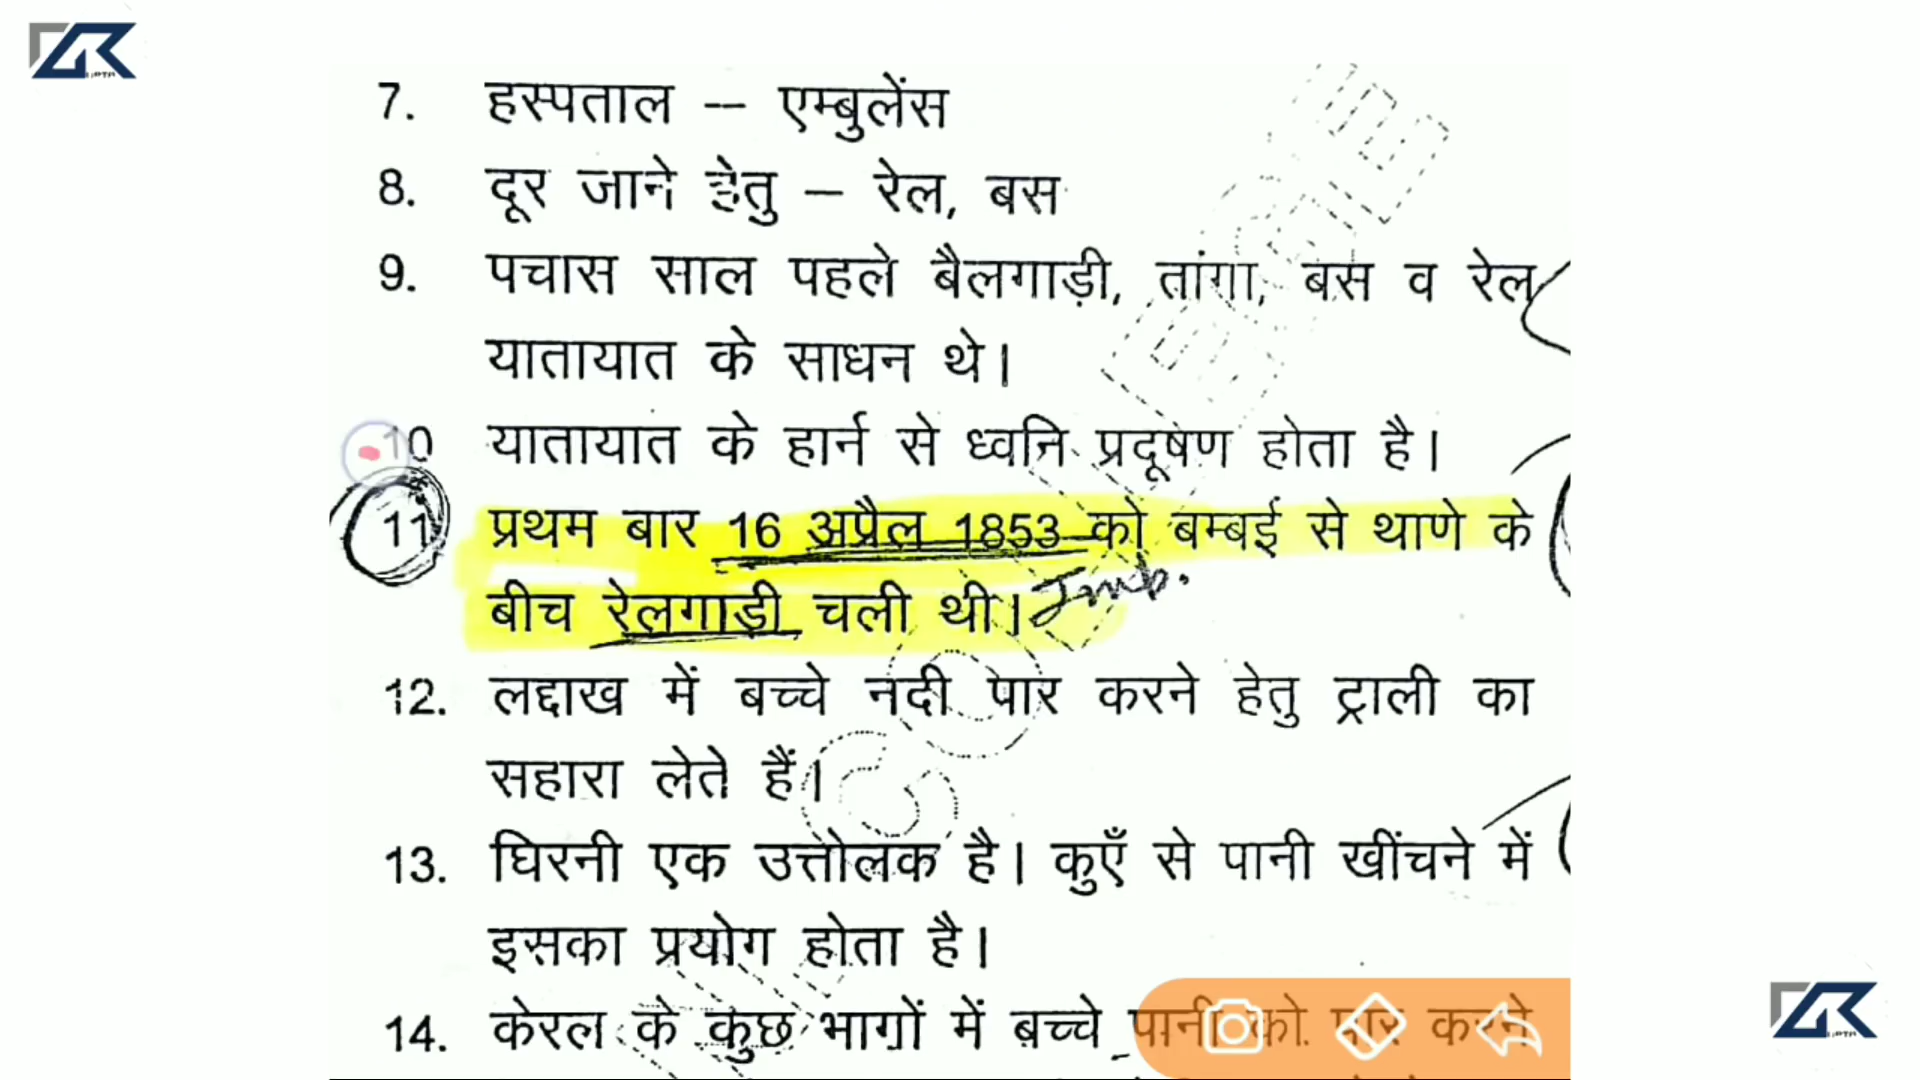 7. हस्पताल – एम्बुलेंस
8. दूर जाने हेतु – रेल, बस
9. पचास साल पहले बैलगाड़ी, तांगा, बस व रेल
यातायात के साधन थे।
10 यातायात के हार्न से ध्वनि प्रदूषण होता है।
11 प्रथम बार 16 अप्रैल 1853 को बम्बई से थाणे के
बीच रेलगाड़ी चली थी। Imp.
12. लद्दाख में बच्चे नदी पार करने हेतु ट्राली का
सहारा लेते हैं।
13. घिरनी एक उत्तोलक है। कुएँ से पानी खींचने में
इसका प्रयोग होता है।
14. केरल के कुछ भागों में बच्चे पानी को पार करने